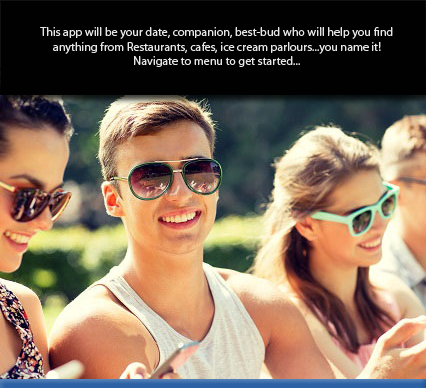 This app will be your date, companion, best-bud who will help you find
anything from Restaurants, cafes, ice cream parlours...you name it!
Navigate to menu to get started...